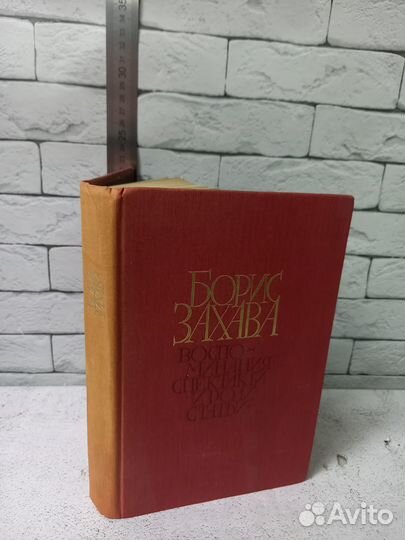 БОРИС
ЗАХАВА
ВОСПО-
МИНАНИЯ
СПЕКТАКЛИ
И РОЛИ
СТАТЬИ
Avito